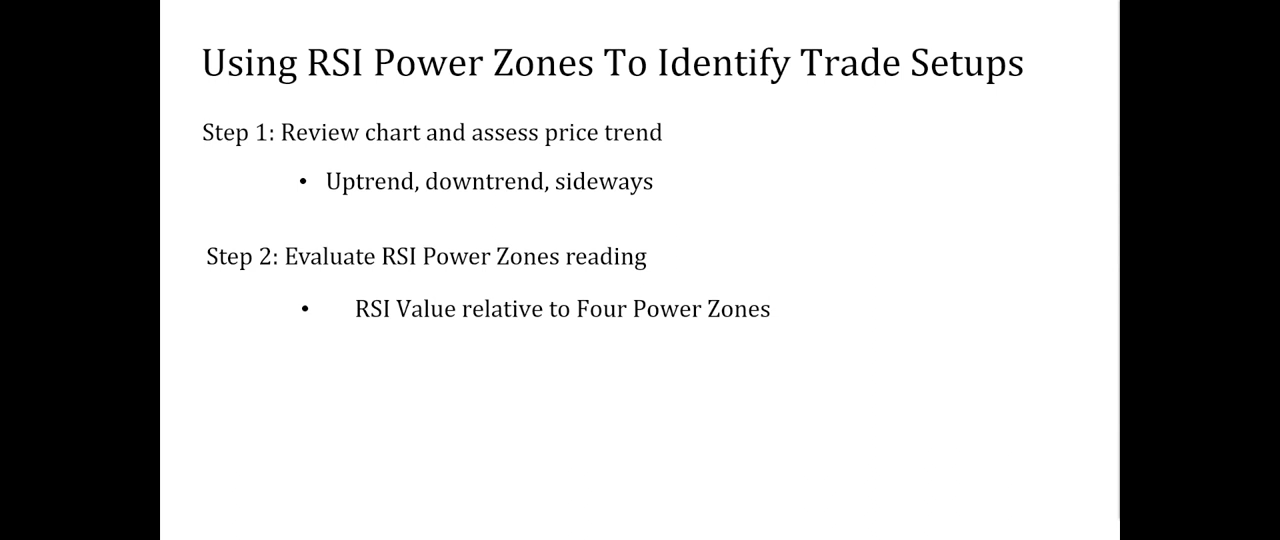 Using RSI Power Zones To Identify Trade Setups
Step 1: Review chart and assess price trend
• Uptrend, downtrend, sideways
Step 2: Evaluate RSI Power Zones reading
• RSI Value relative to Four Power Zones